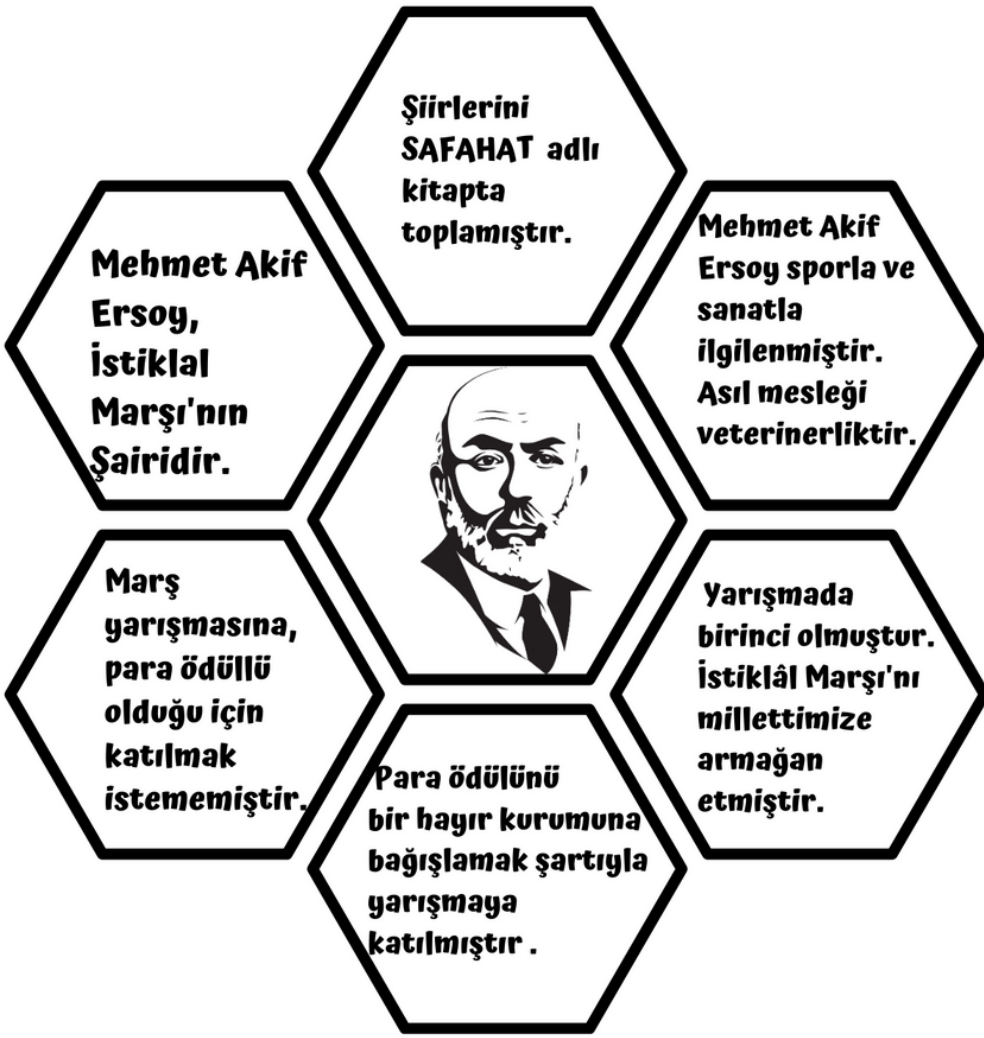 Şiirlerini
SAFAHAT adlı
kitapta
toplamıştır.
Mehmet Akif
Ersoy,
İstiklal
Marşı'nın
Şairidir.
Mehmet Akif
Ersoy sporla ve
sanatla
ilgilenmiştir.
Asıl mesleği
veterinerliktir.
Marş
yarışmasına,
para ödüllü
olduğu için
katılmak
istememiştir.
Yarışmada
birinci olmuştur.
İstiklâl Marşı'nı
millettimize
armağan
etmiştir.
Para ödülünü
bir hayır kurumuna
bağışlamak şartıyla
yarışmaya
katılmıştır .